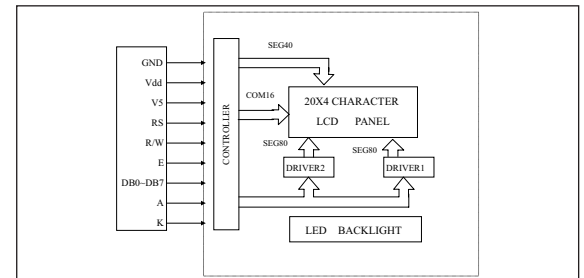 GND
Vdd
V5
RS
R/W
E
DB0~DB7
A
K
CONTROLLER
SEG40
COM16
20X4 CHARACTER
LCD PANEL
SEG80
SEG80
DRIVER2
DRIVER1
LED BACKLIGHT